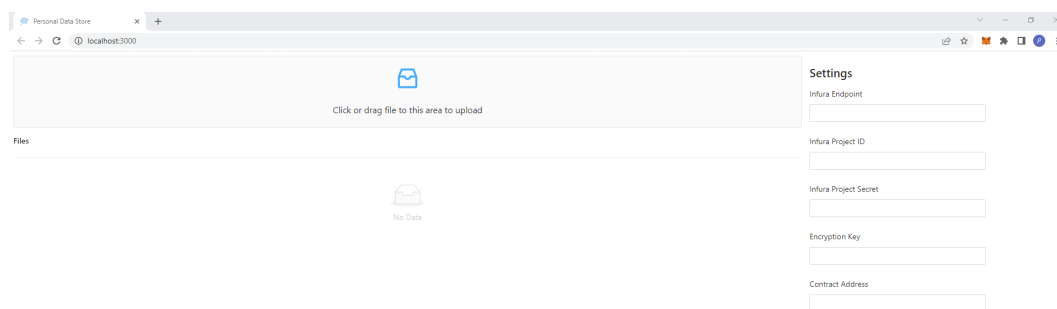 Personal Data Store
localhost:3000
P
Click or drag file to this area to upload
Files
No Data
Settings
Infura Endpoint
Infura Project ID
Infura Project Secret
Encryption Key
Contract Address